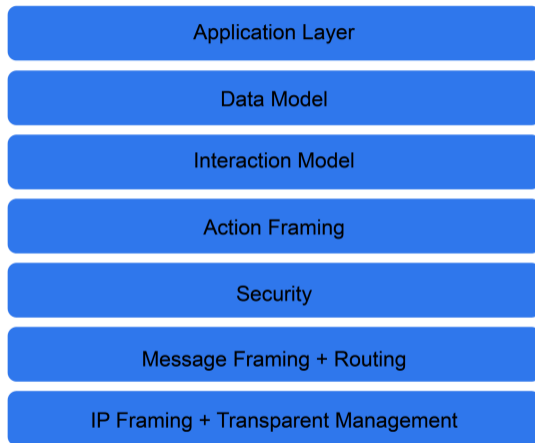 Application Layer
Data Model
Interaction Model
Action Framing
Security
Message Framing + Routing
IP Framing + Transparent Management